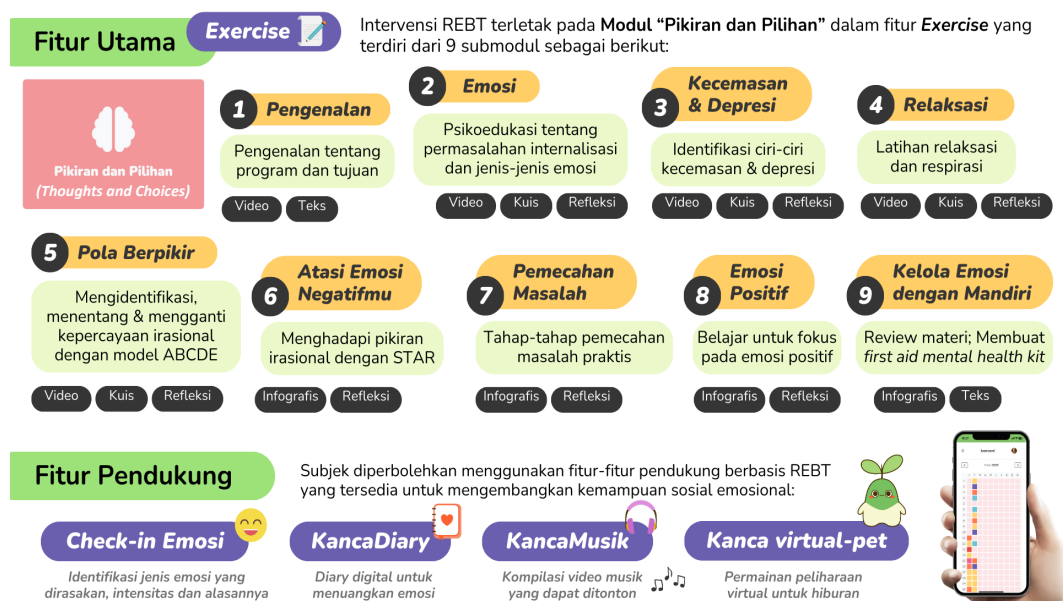 Fitur Utama
Exercise
Intervensi REBT terletak pada Modul “Pikiran dan Pilihan” dalam fitur Exercise yang
terdiri dari 9 submodul sebagai berikut:
Pikiran dan Pilihan
(Thoughts and Choices)
1 Pengenalan
Pengenalan tentang
program dan tujuan
Video Teks
2 Emosi
Psikoedukasi tentang
permasalahan internalisasi
dan jenis-jenis emosi
Video Kuis Refleksi
3 Kecemasan
& Depresi
Identifikasi ciri-ciri
kecemasan & depresi
Video Kuis Refleksi
4 Relaksasi
Latihan relaksasi
dan respirasi
Video Kuis Refleksi
5 Pola Berpikir
Mengidentifikasi,
menentang & mengganti
kepercayaan irasional
dengan model ABCDE
Video Kuis Refleksi
6 Atasi Emosi
Negatifmu
Menghadapi pikiran
irasional dengan STAR
Infografis Refleksi
7 Pemecahan
Masalah
Tahap-tahap pemecahan
masalah praktis
Infografis Refleksi
8 Emosi
Positif
Belajar untuk fokus
pada emosi positif
Infografis Refleksi
9 Kelola Emosi
dengan Mandiri
Review materi; Membuat
first aid mental health kit
Infografis Teks
Fitur Pendukung
Subjek diperbolehkan menggunakan fitur-fitur pendukung berbasis REBT
yang tersedia untuk mengembangkan kemampuan sosial emosional:
Check-in Emosi
Identifikasi jenis emosi yang
dirasakan, intensitas dan alasannya
KancaDiary
Diary digital untuk
menuangkan emosi
KancaMusik
Kompilasi video musik
yang dapat ditonton
Kanca virtual-pet
Permainan peliharaan
virtual untuk hiburan